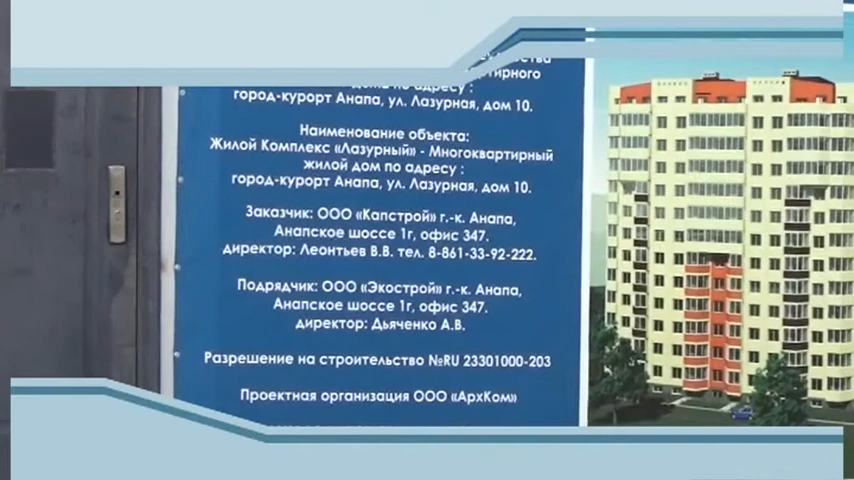 дома по адресу :
город-курорт Анапа, ул. Лазурная, дом 10.
Наименование объекта:
Жилой Комплекс «Лазурный» - Многоквартирный
жилой дом по адресу :
город-курорт Анапа, ул. Лазурная, дом 10.
Заказчик: ООО «Капстрой» г.-к. Анапа,
Анапское шоссе 1г, офис 347.
директор: Леонтьев В.В. тел. 8-861-33-92-222.
Подрядчик: ООО «Экострой» г.-к. Анапа,
Анапское шоссе 1г, офис 347.
директор: Дьяченко А.В.
Разрешение на строительство №RU 23301000-203
Проектная организация ООО «АрхКом»